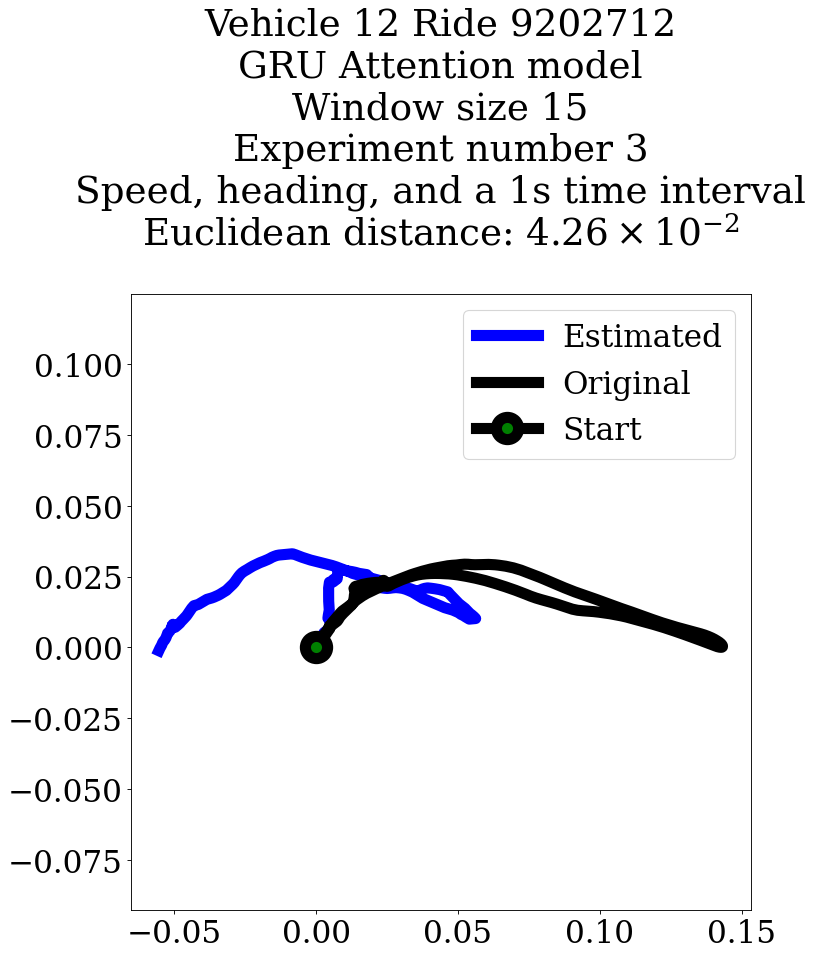 Vehicle 12 Ride 9202712
GRU Attention model
Window size 15
Experiment number 3
Speed, heading, and a 1s time interval
Euclidean distance: 4.26 × 10⁻²
Estimated
Original
Start
0.100
0.075
0.050
0.025
0.000
−0.025
−0.050
−0.075
−0.05 0.00 0.05 0.10 0.15